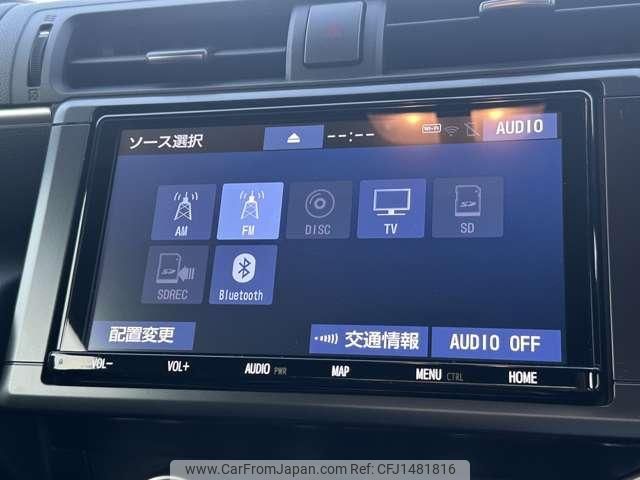 ソース選択
--:--
Wi-Fi
AUDIO
AM
FM
DISC
TV
SD
SD
SD
SDREC
Bluetooth
配置変更
交通情報
AUDIO OFF
VOL-
VOL+
AUDIO PWR
MAP
MENU CTRL
HOME
www.CarFromJapan.com Ref:CFJ1481816